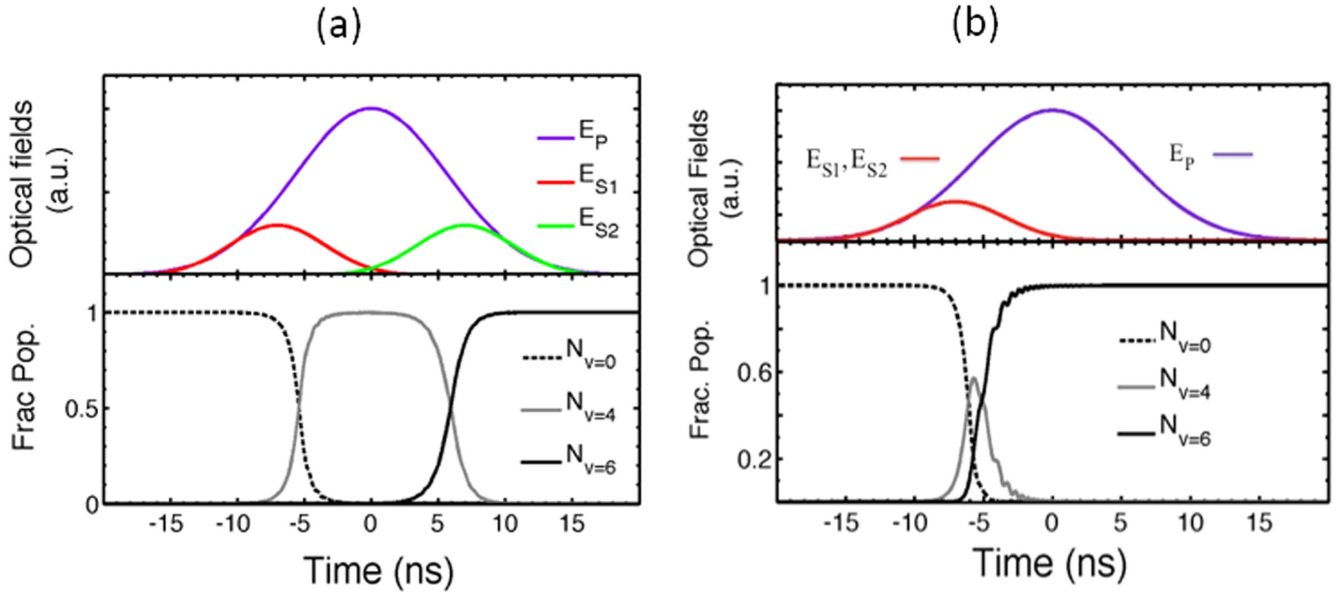 (a)
Optical fields
(a.u.)
E_P
E_S1
E_S2
Frac Pop.
1
0.5
0
N_v=0
N_v=4
N_v=6
-15 -10 -5 0 5 10 15
Time (ns)
(b)
Optical Fields
(a.u.)
E_S1, E_S2
E_P
Frac. Pop.
1
0.6
0.2
N_v=0
N_v=4
N_v=6
-15 -10 -5 0 5 10 15
Time (ns)